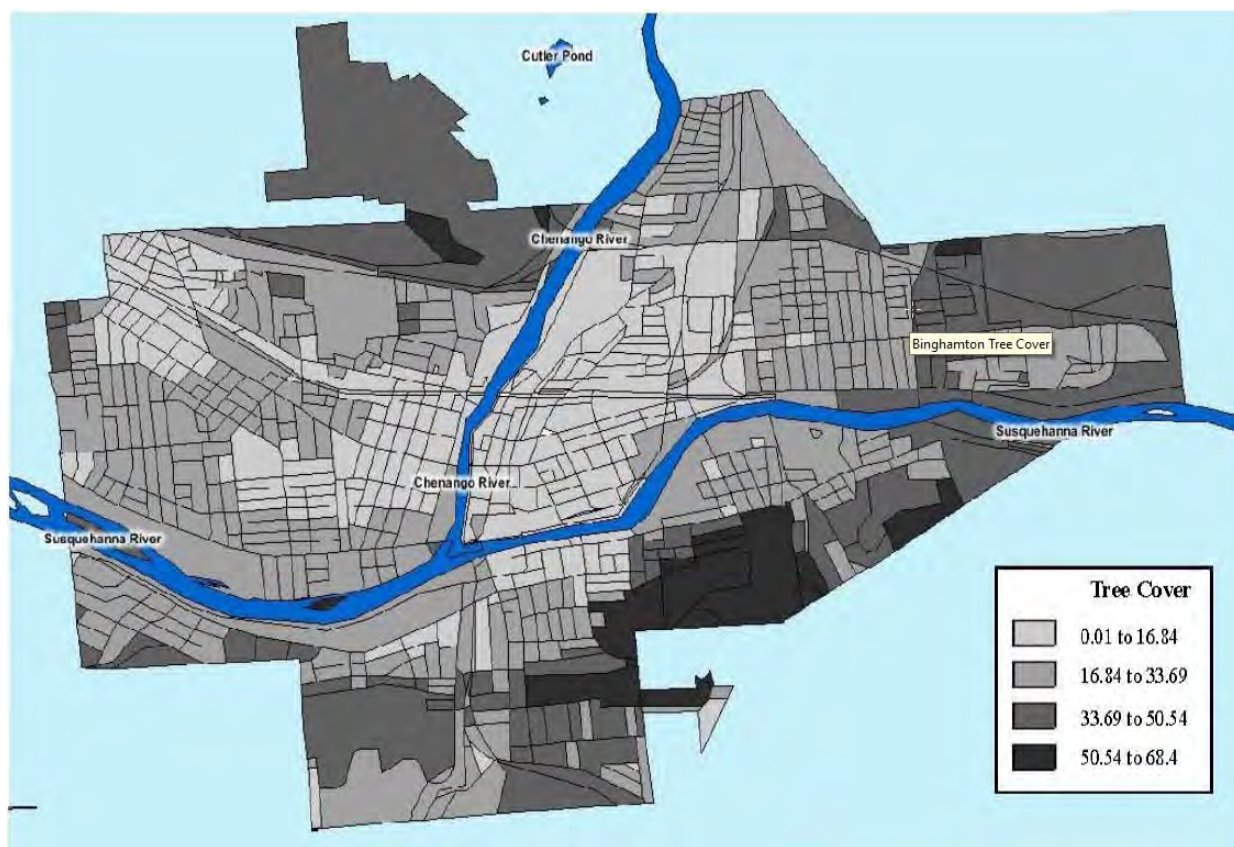 Cutler Pond
Chenango River
Binghamton Tree Cover
Susquehanna River
Chenango River
Susquehanna River
Tree Cover
0.01 to 16.84
16.84 to 33.69
33.69 to 50.54
50.54 to 68.4